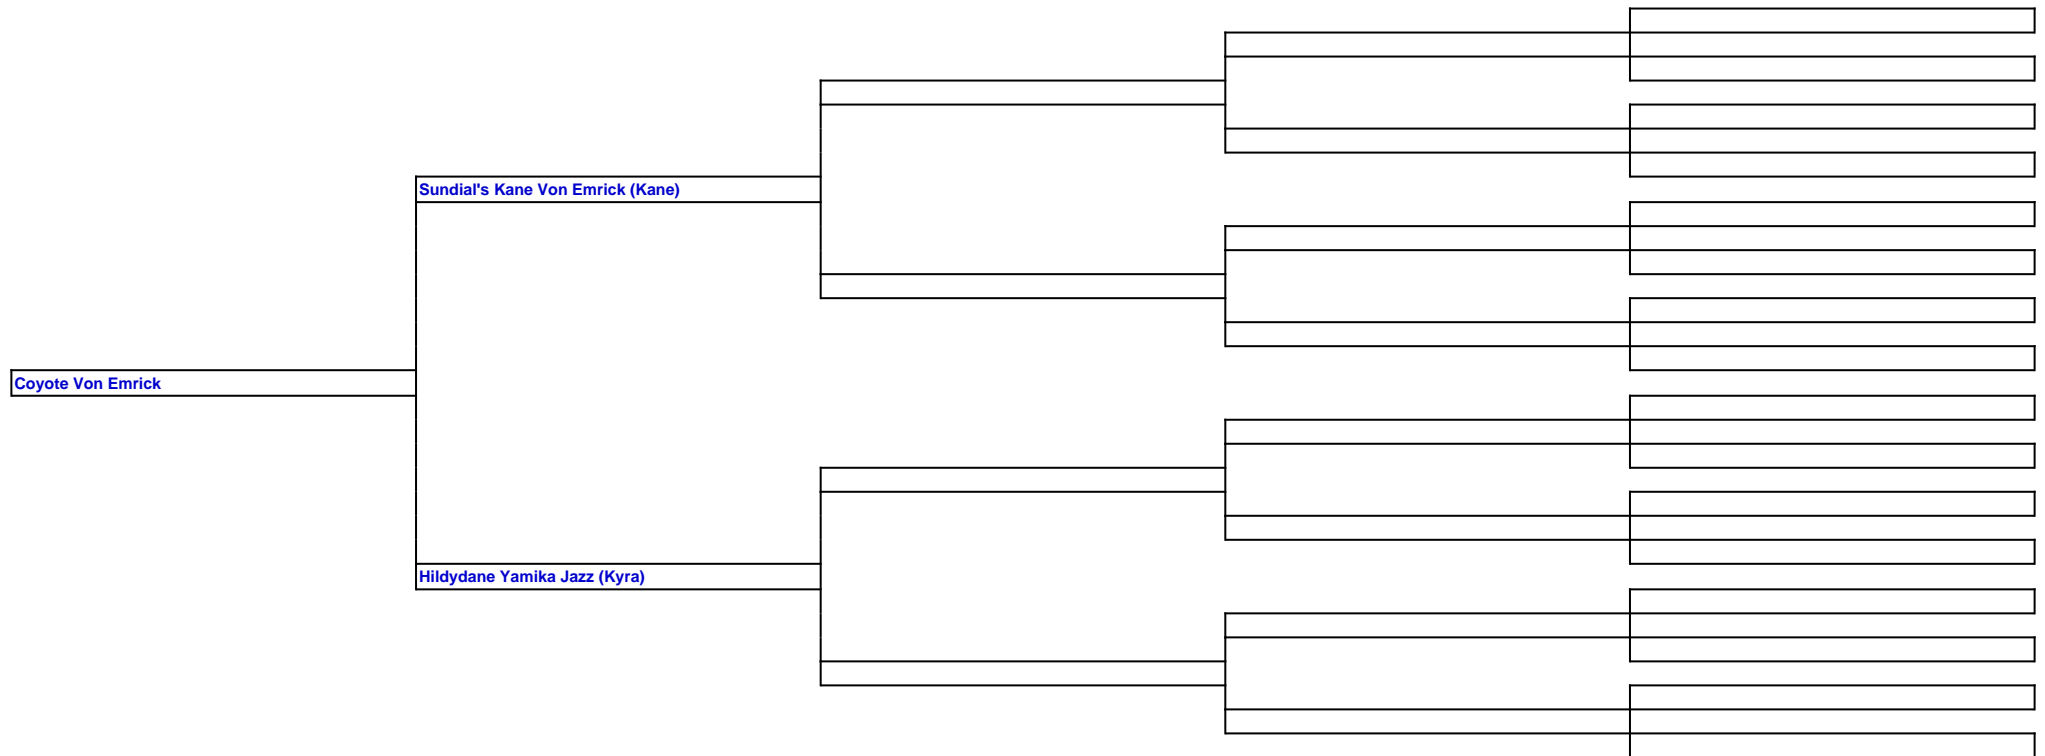 Sundial's Kane Von Emrick (Kane)
Coyote Von Emrick
Hildydane Yamika Jazz (Kyra)